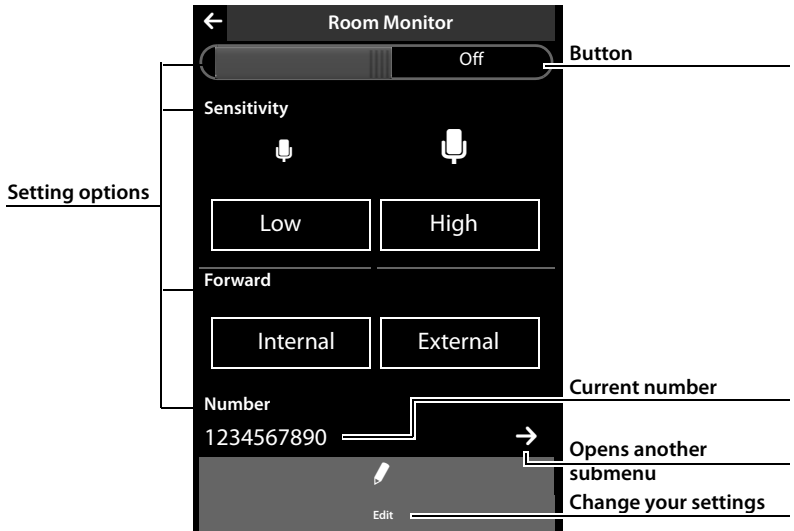 Room Monitor
Off
Button
Sensitivity
Setting options
Low High
Forward
Internal External
Current number
Number
1234567890
Opens another
submenu
Change your settings
Edit